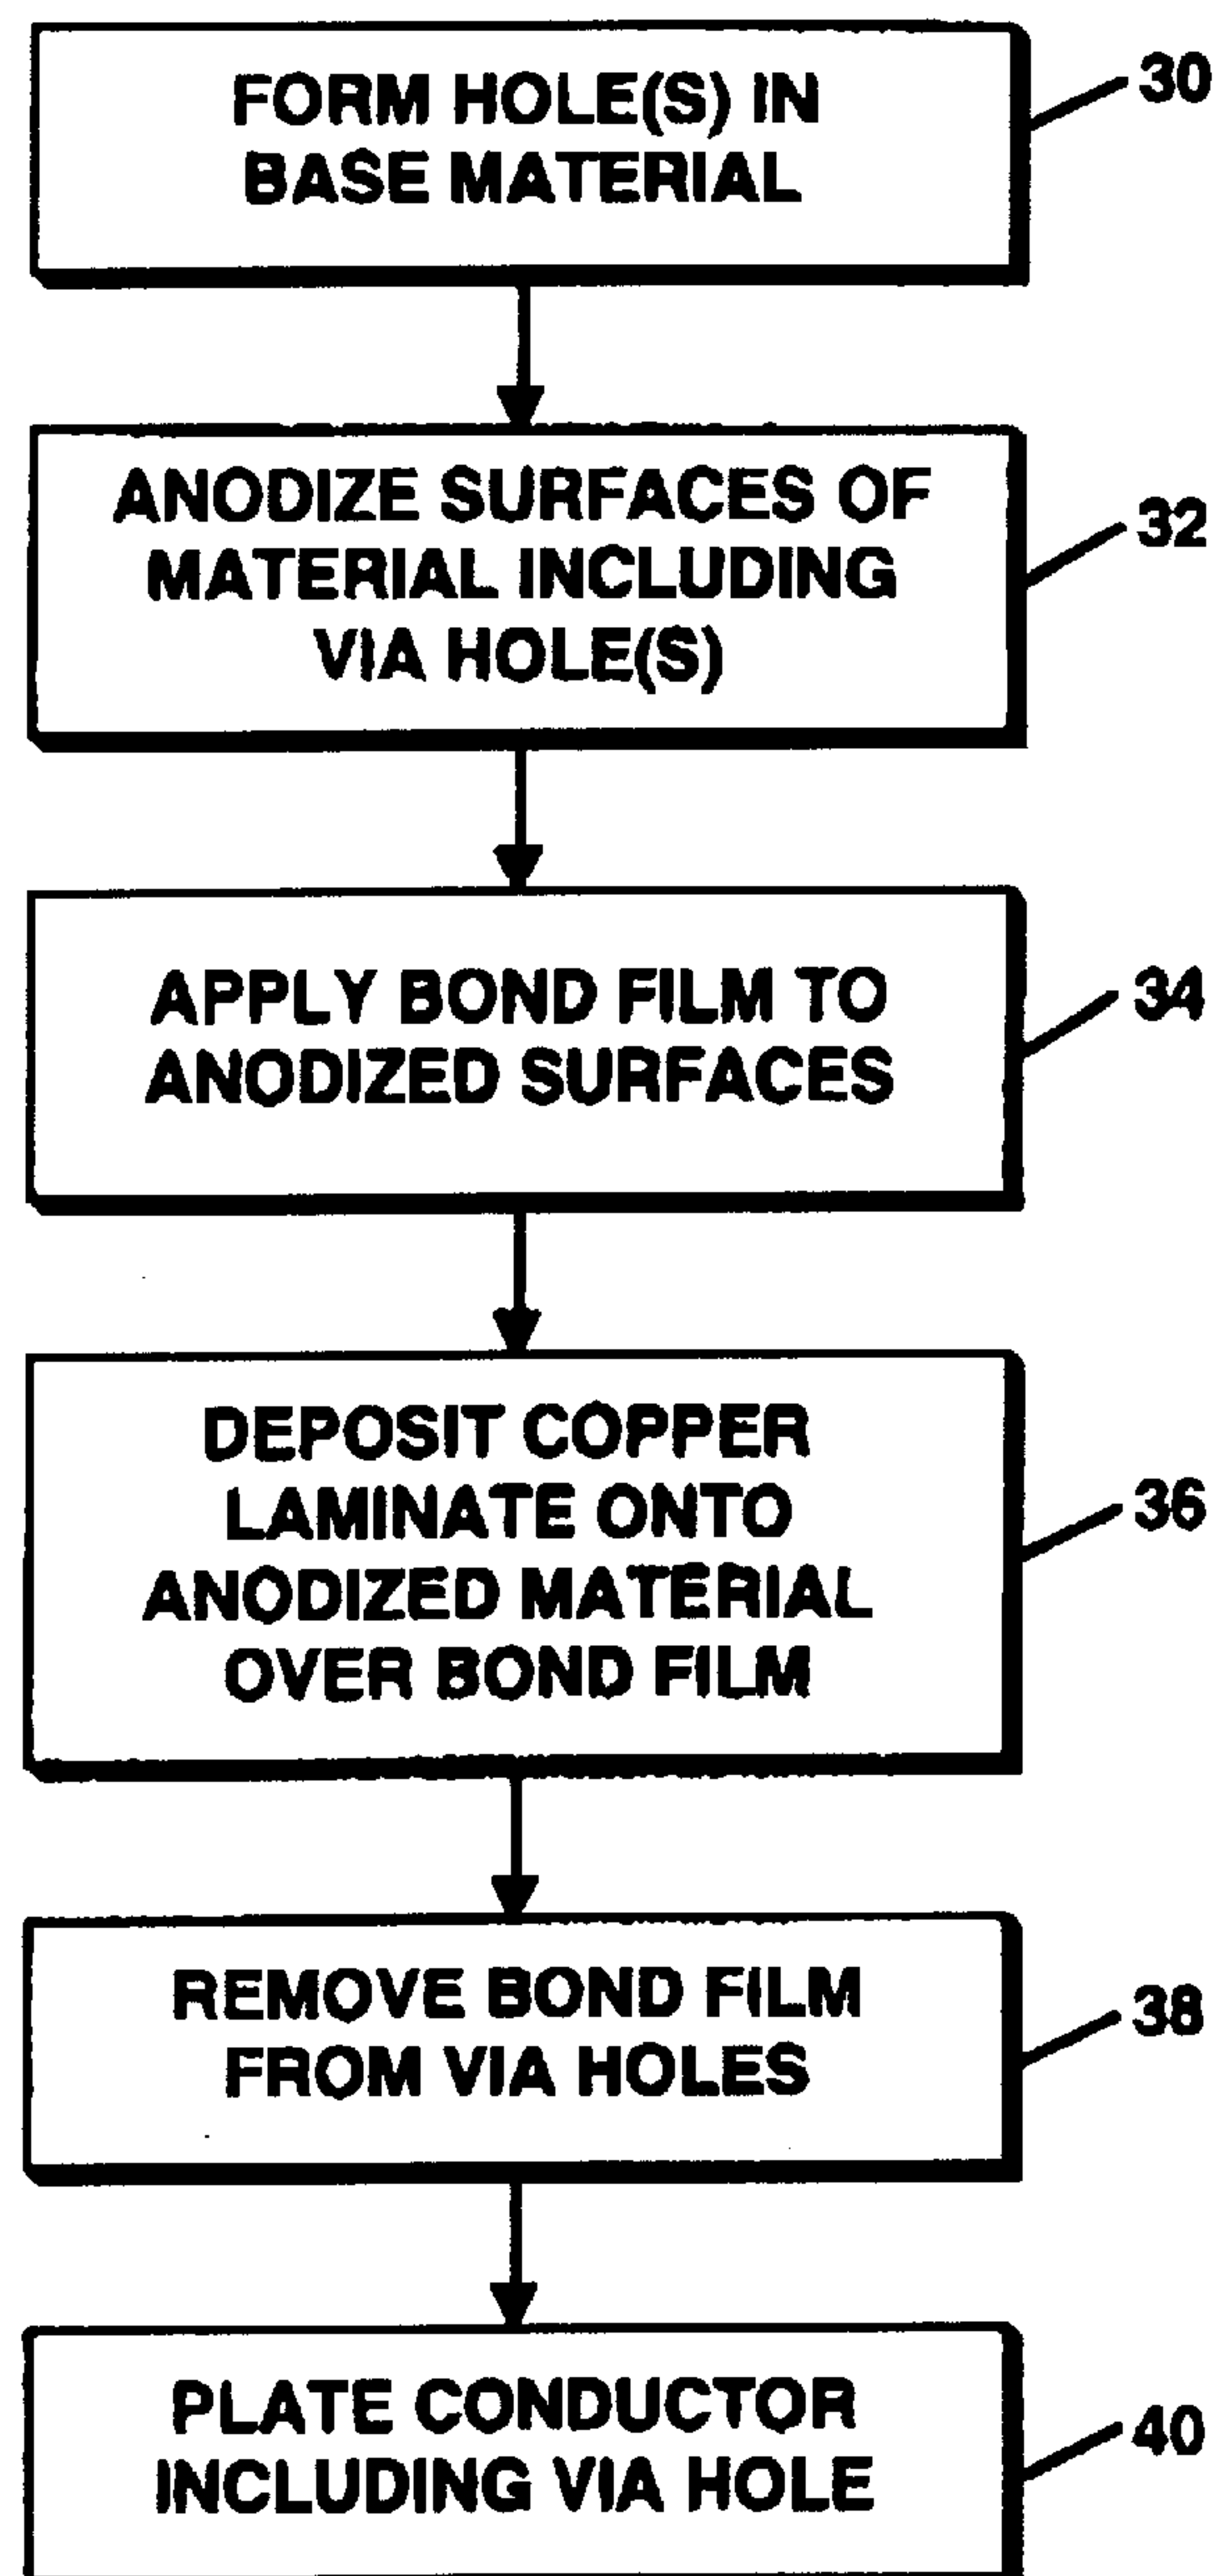 FORM HOLE(S) IN
BASE MATERIAL
30
ANODIZE SURFACES OF
MATERIAL INCLUDING
VIA HOLE(S)
32
APPLY BOND FILM TO
ANODIZED SURFACES
34
DEPOSIT COPPER
LAMINATE ONTO
ANODIZED MATERIAL
OVER BOND FILM
36
REMOVE BOND FILM
FROM VIA HOLES
38
PLATE CONDUCTOR
INCLUDING VIA HOLE
40